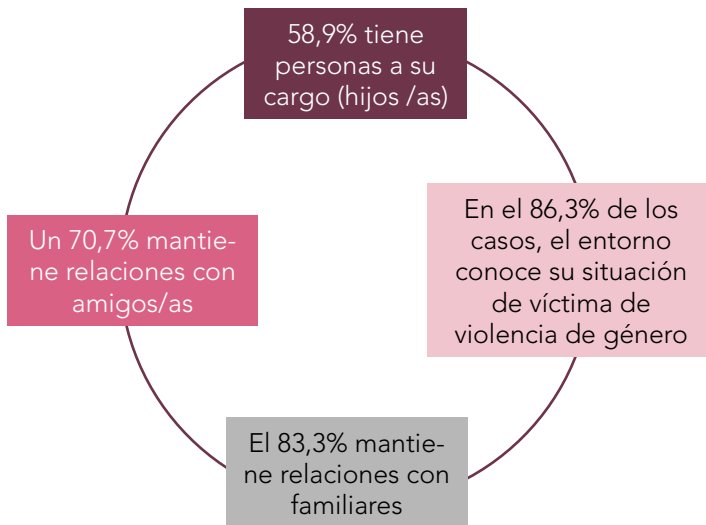 58,9% tiene
personas a su
cargo (hijos /as)
En el 86,3% de los
casos, el entorno
conoce su situación
de víctima de
violencia de género
Un 70,7% mantie-
ne relaciones con
amigos/as
El 83,3% mantie-
ne relaciones con
familiares